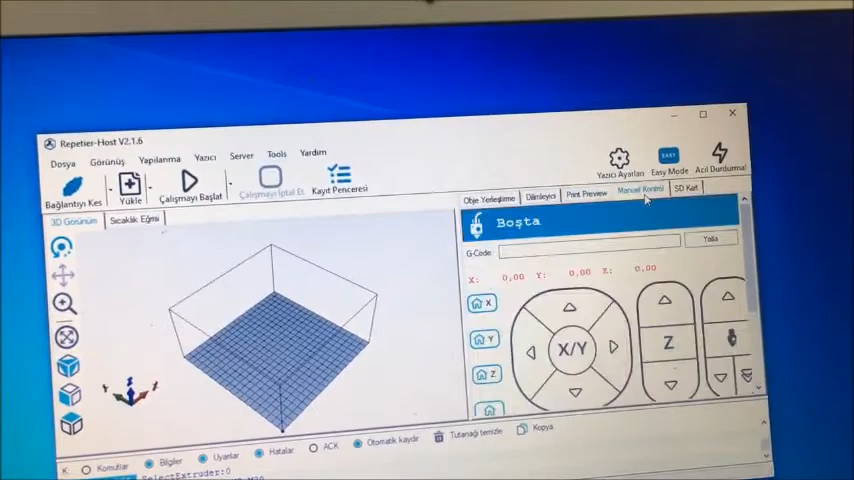 Repetier-Host V2.1.6
Dosya Görünüş Yapılanma Yazıcı Server Tools Yardım
Bağlantıyı Kes Yükle Çalışmayı Başlat Çalışmayı İptal Et Kayıt Penceresi Yazıcı Ayarları EASY Easy Mode Acil Durdurma!
3D Görünüm Sıcaklık Eğrisi
Obje Yerleştirme Dilimleyici Print Preview Manuel Kontrol SD Kart
Boşta
G-Code: Yolla
X: 0,00 Y: 0,00 Z: 0,00
X
Y
Z
X/Y
Z
K: Komutlar Bilgiler Uyarılar Hatalar ACK Otomatik kaydır Tutanağı temizle Kopya
SelectExtruder:0